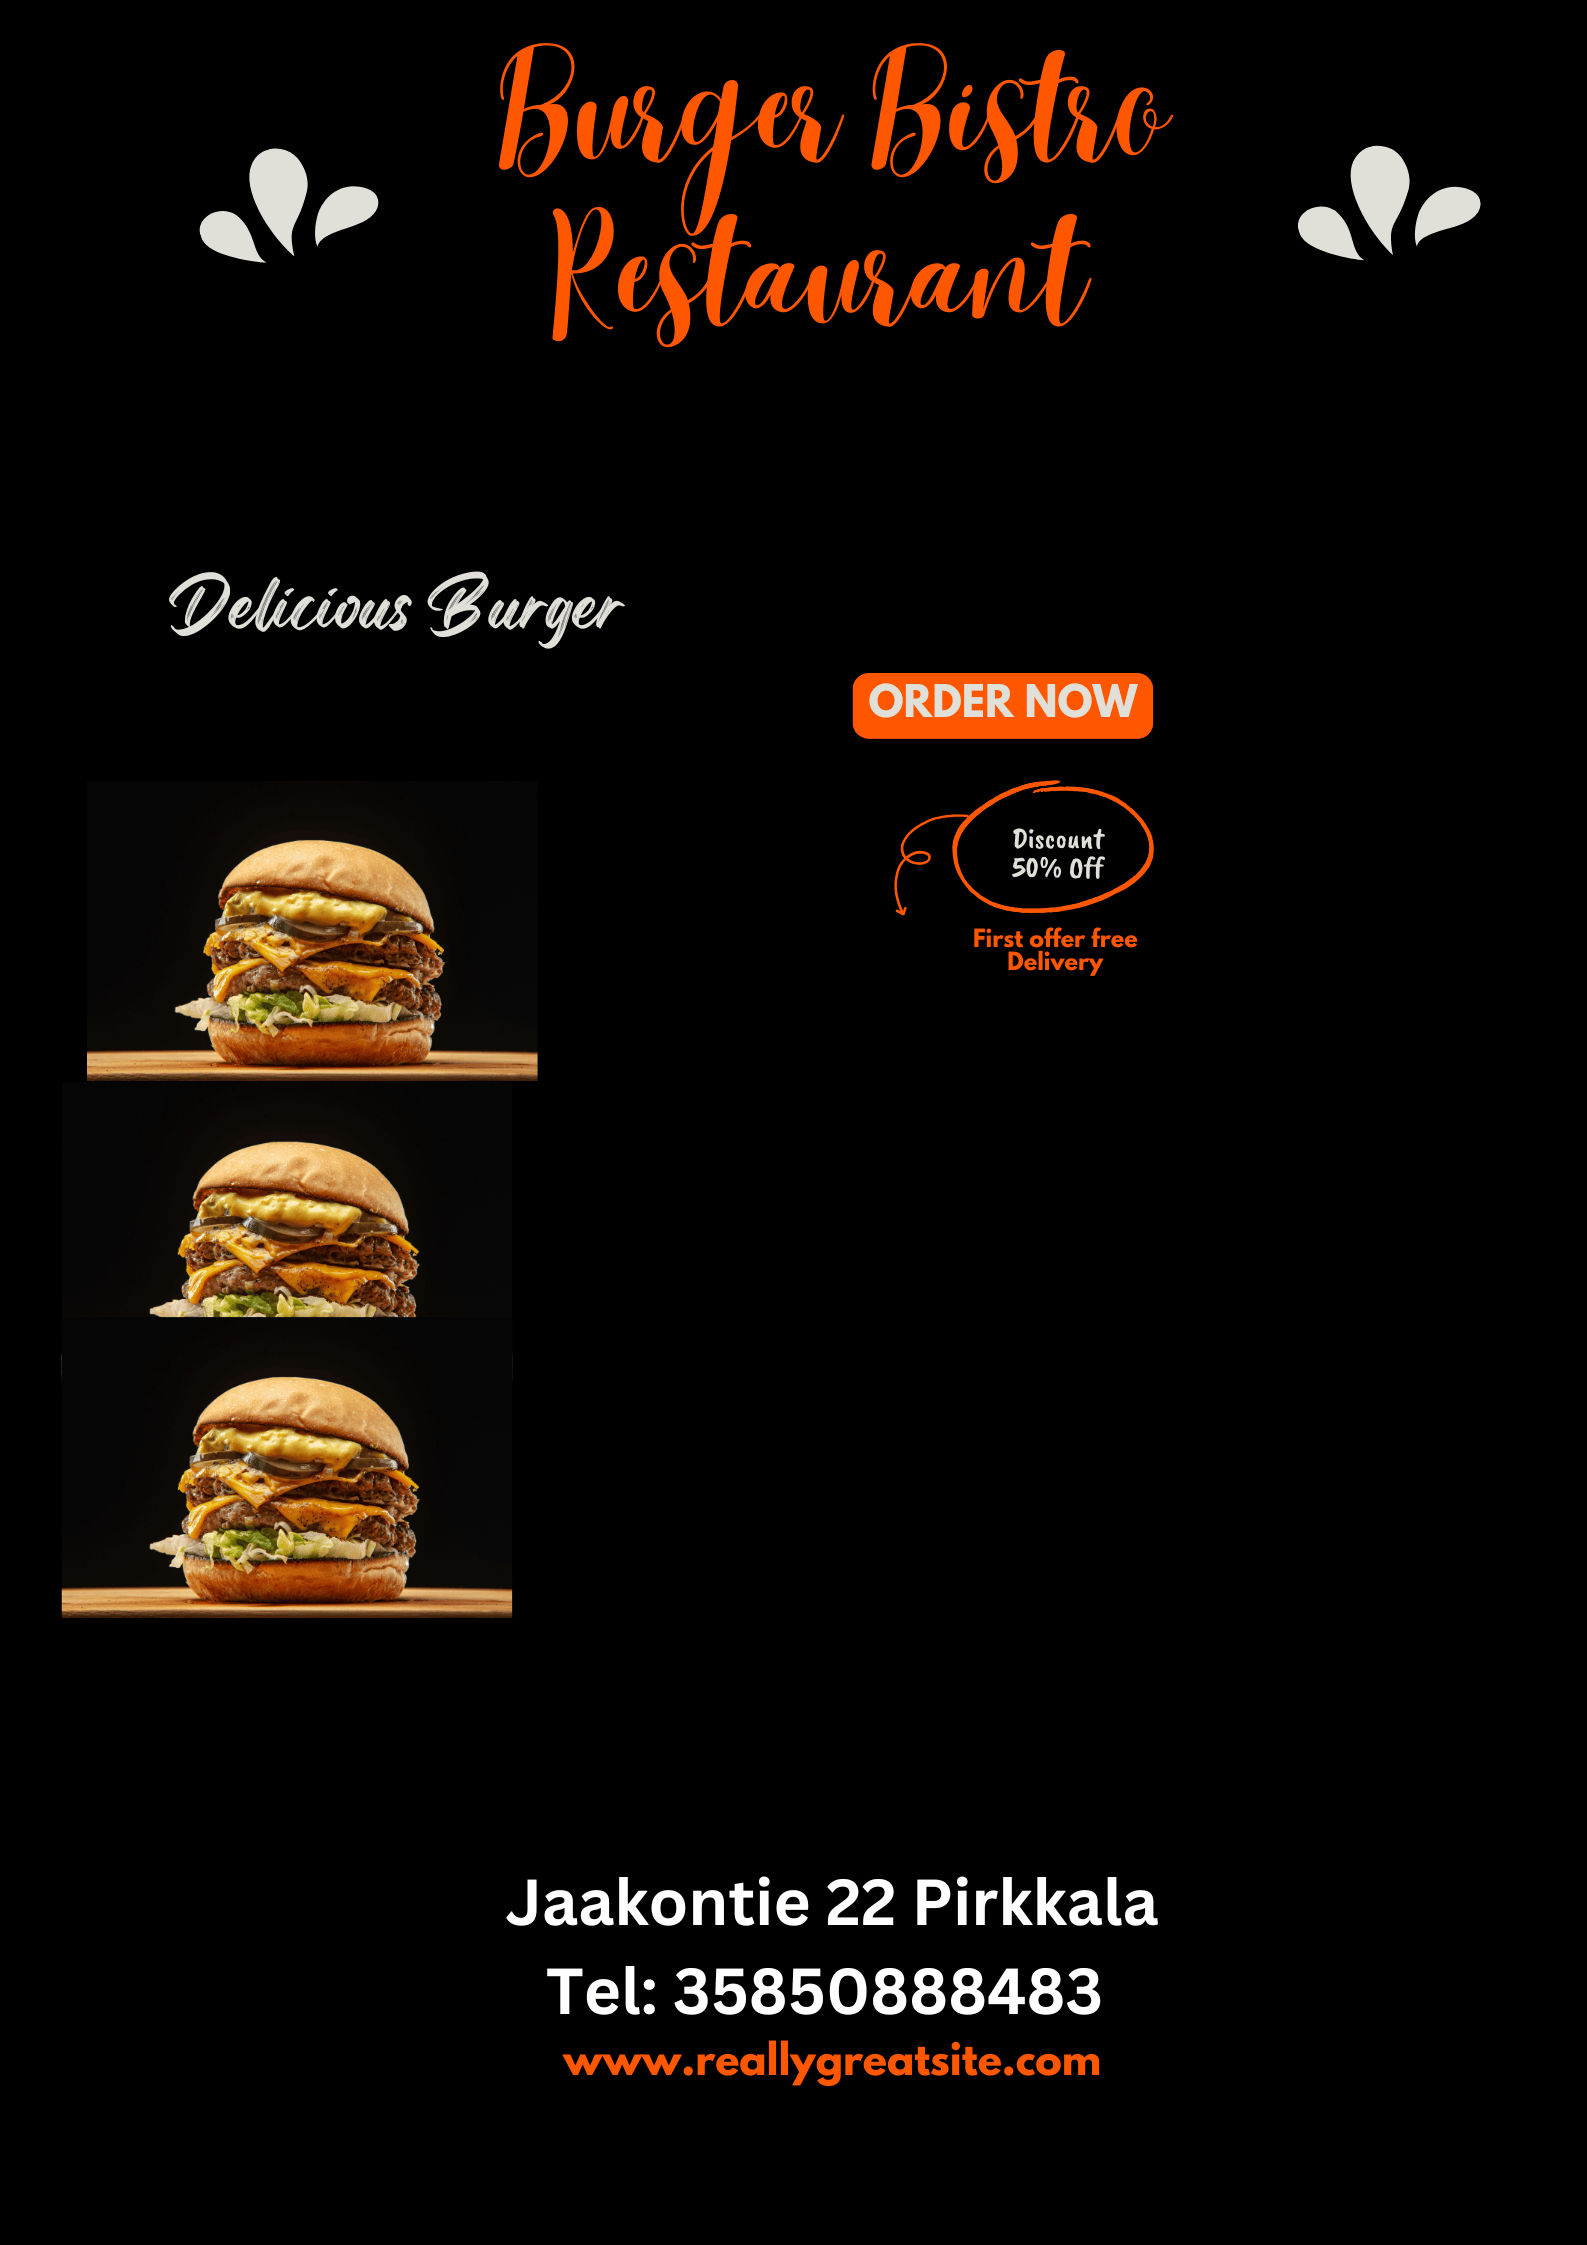 Burger Bistro
Restaurant
Delicious Burger
ORDER NOW
Discount
50% Off
First offer free
Delivery
Jaakontie 22 Pirkkala
Tel: 35850888483
www.reallygreatsite.com